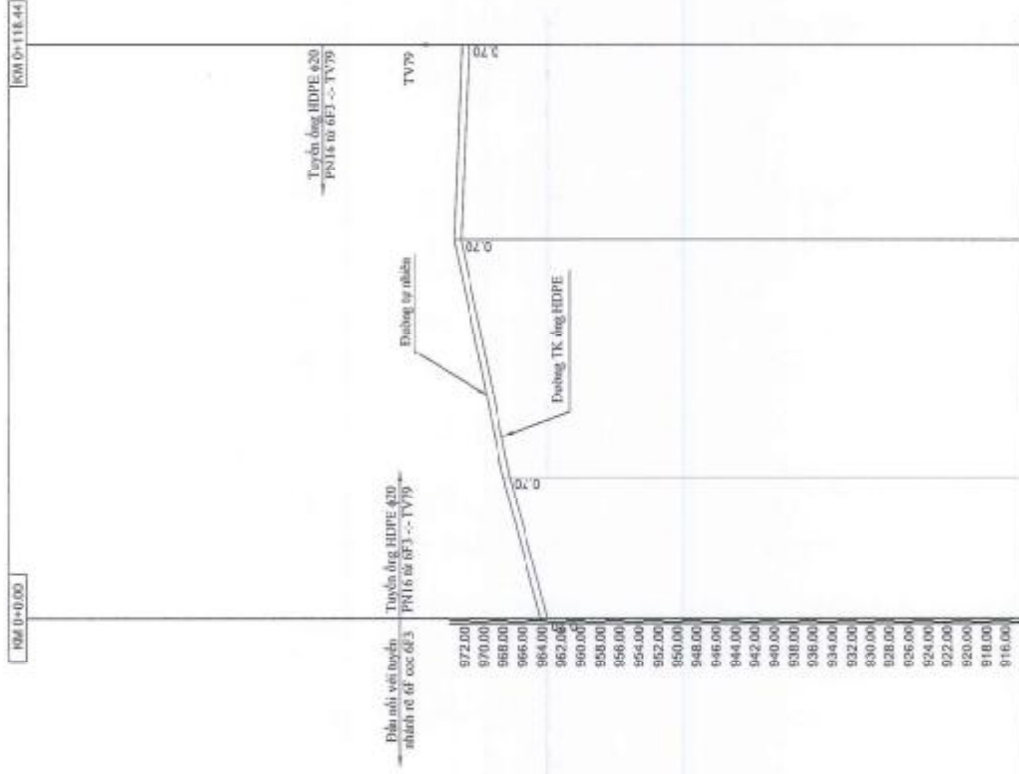 KM 0+0.00
KM 0+118.44
Tuyến ống HDPE ϕ20
PN16 từ 6F3 -:- TV79
TV79
Đấu nối với tuyến
nhánh rẽ 6F cọc 6F3
Tuyến ống HDPE ϕ20
PN16 từ 6F3 -:- TV79
Đường tự nhiên
Đường TK ống HDPE
0.70
0.70
0.70
972.00
970.00
968.00
966.00
964.00
962.00
960.00
958.00
956.00
954.00
952.00
950.00
948.00
946.00
944.00
942.00
940.00
938.00
936.00
934.00
932.00
930.00
928.00
926.00
924.00
922.00
920.00
918.00
916.00